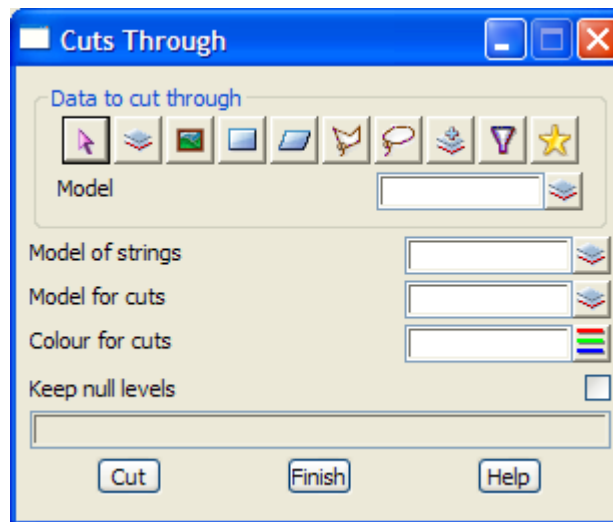 Cuts Through
Data to cut through
Model
Model of strings
Model for cuts
Colour for cuts
Keep null levels
Cut Finish Help